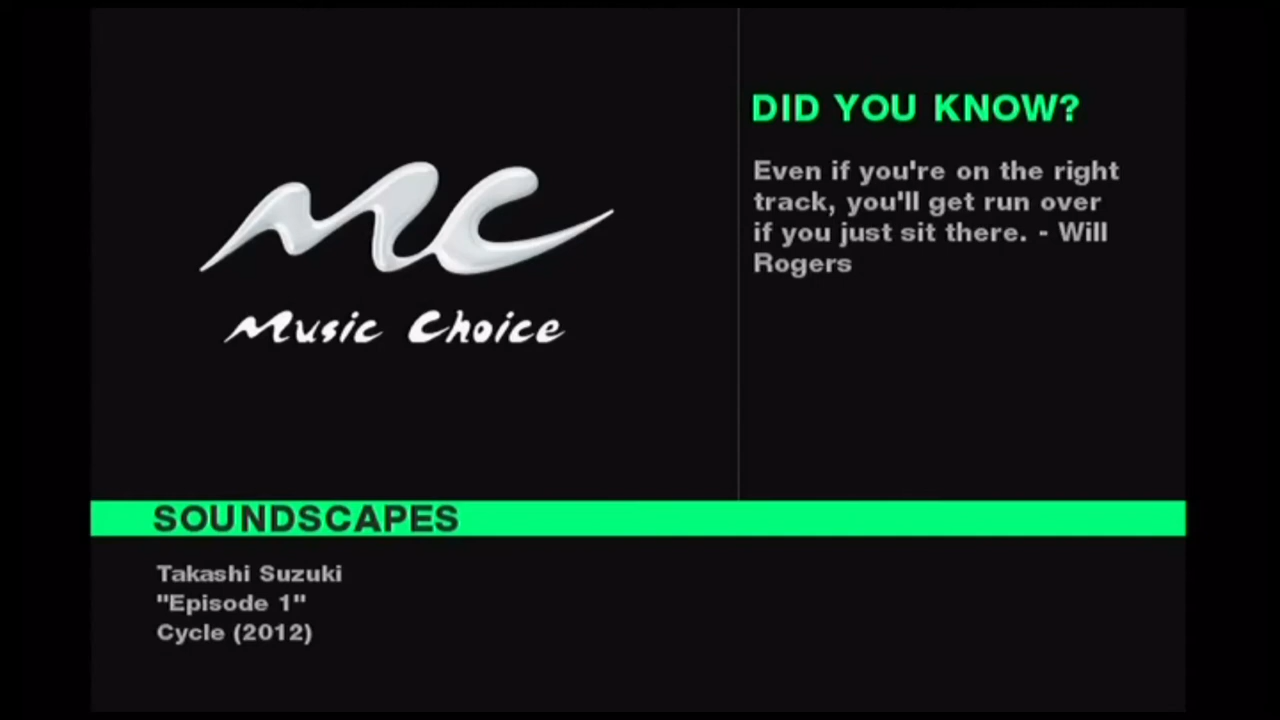 MC
Music Choice
DID YOU KNOW?
Even if you're on the right
track, you'll get run over
if you just sit there. - Will
Rogers
SOUNDSCAPES
Takashi Suzuki
"Episode 1"
Cycle (2012)